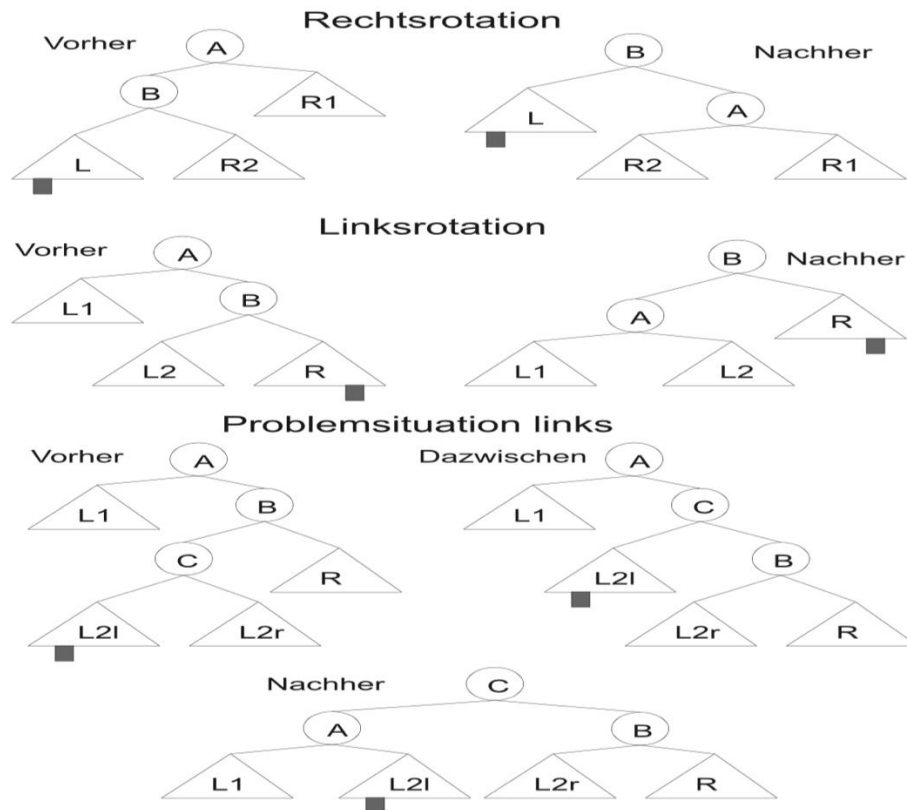 Rechtsrotation
Vorher A B Nachher
B R1 L A
L R2 R2 R1
Linksrotation
Vorher A B Nachher
L1 B A R
L2 R L1 L2
Problemsituation links
Vorher A Dazwischen A
L1 B L1 C
C R L2l B
L2l L2r L2r R
Nachher C
A B
L1 L2l L2r R